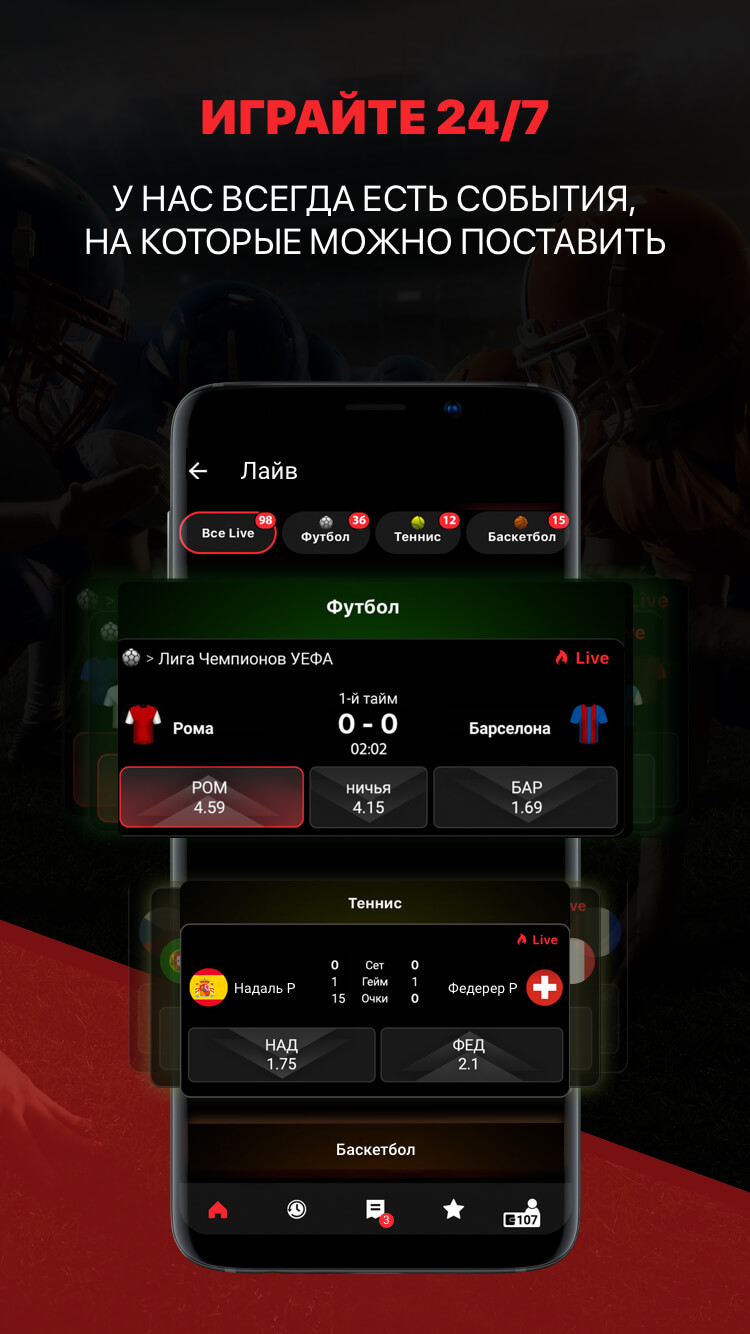 ИГРАЙТЕ 24/7
У НАС ВСЕГДА ЕСТЬ СОБЫТИЯ,
НА КОТОРЫЕ МОЖНО ПОСТАВИТЬ
Лайв
Все Live 98
Футбол 36
Теннис 12
Баскетбол 15
Футбол
> Лига Чемпионов УЕФА Live
1-й тайм
Рома 0 - 0 Барселона
02:02
РОМ ничья БАР
4.59 4.15 1.69
Теннис
Live
0 Сет 0
Надаль Р 1 Гейм 1 Федерер Р
15 Очки 0
НАД ФЕД
1.75 2.1
Баскетбол
3
107